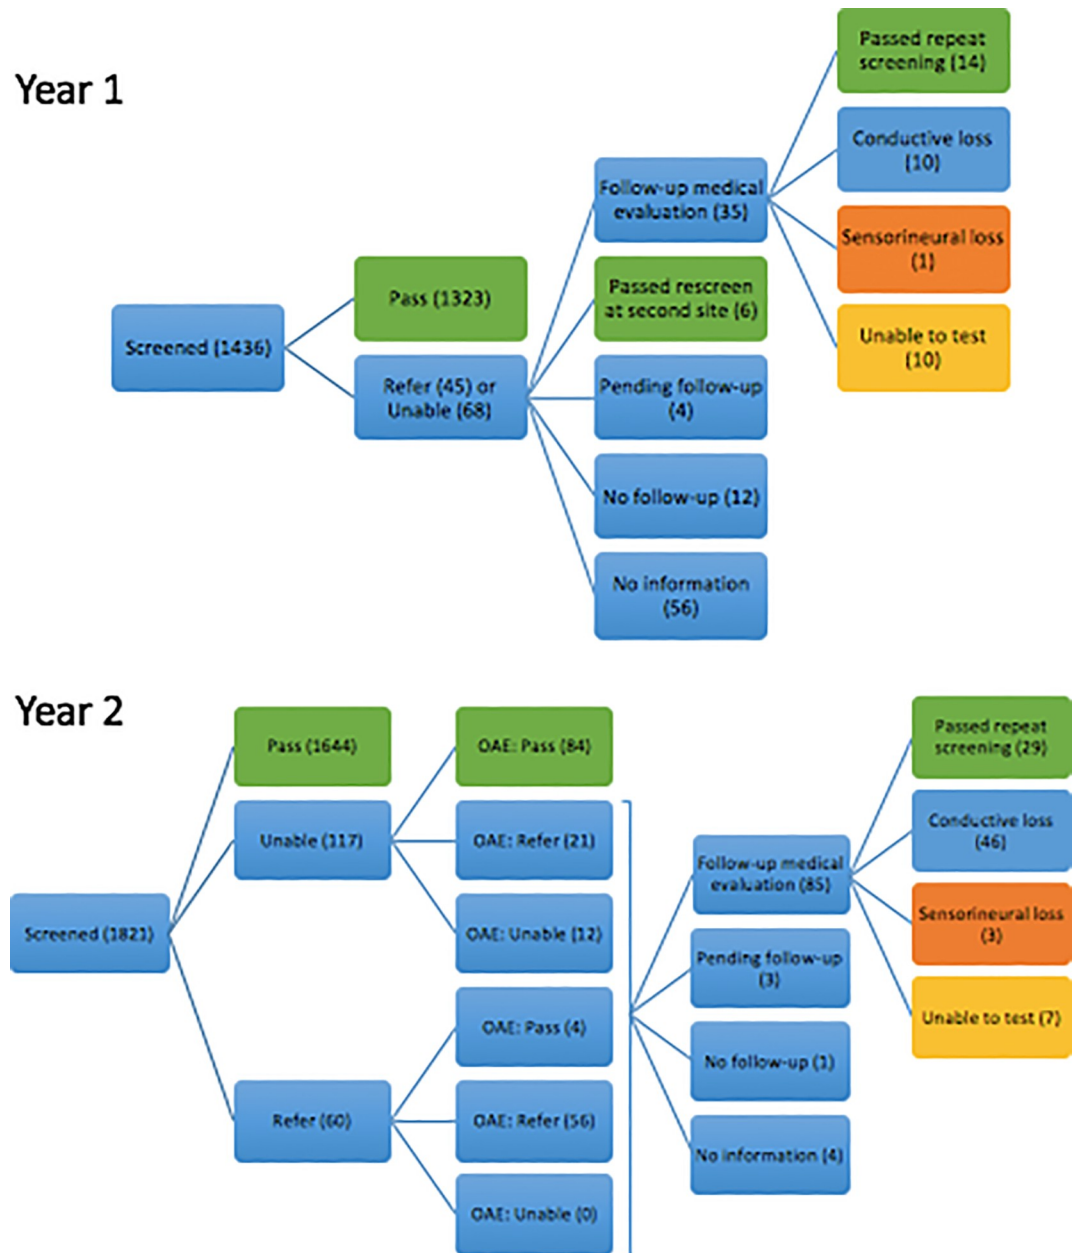 Year 1
Screened (1436)
Pass (1323)
Refer (45) or
Unable (68)
Follow-up medical
evaluation (35)
Passed rescreen
at second site (6)
Pending follow-up
(4)
No follow-up (12)
No information
(56)
Passed repeat
screening (14)
Conductive loss
(10)
Sensorineural loss
(1)
Unable to test
(10)
Year 2
Screened (1821)
Pass (1644)
Unable (117)
Refer (60)
OAE: Pass (84)
OAE: Refer (21)
OAE: Unable (12)
OAE: Pass (4)
OAE: Refer (56)
OAE: Unable (0)
Follow-up medical
evaluation (85)
Pending follow-up
(3)
No follow-up (1)
No information (4)
Passed repeat
screening (29)
Conductive loss
(46)
Sensorineural loss
(3)
Unable to test (7)